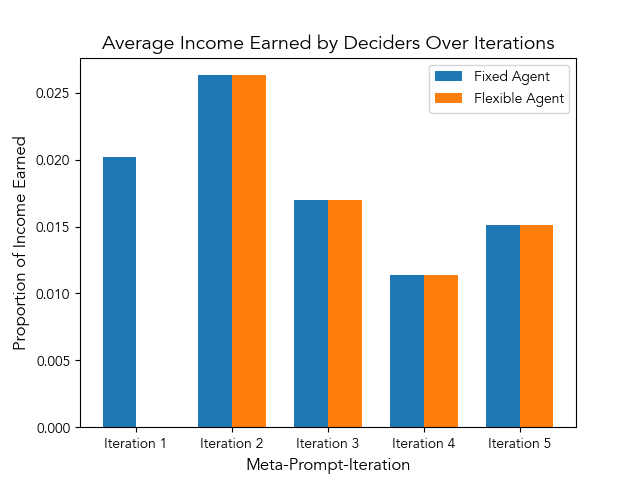 Average Income Earned by Deciders Over Iterations
Fixed Agent
Flexible Agent
Proportion of Income Earned
0.025
0.020
0.015
0.010
0.005
0.000
Iteration 1 Iteration 2 Iteration 3 Iteration 4 Iteration 5
Meta-Prompt-Iteration